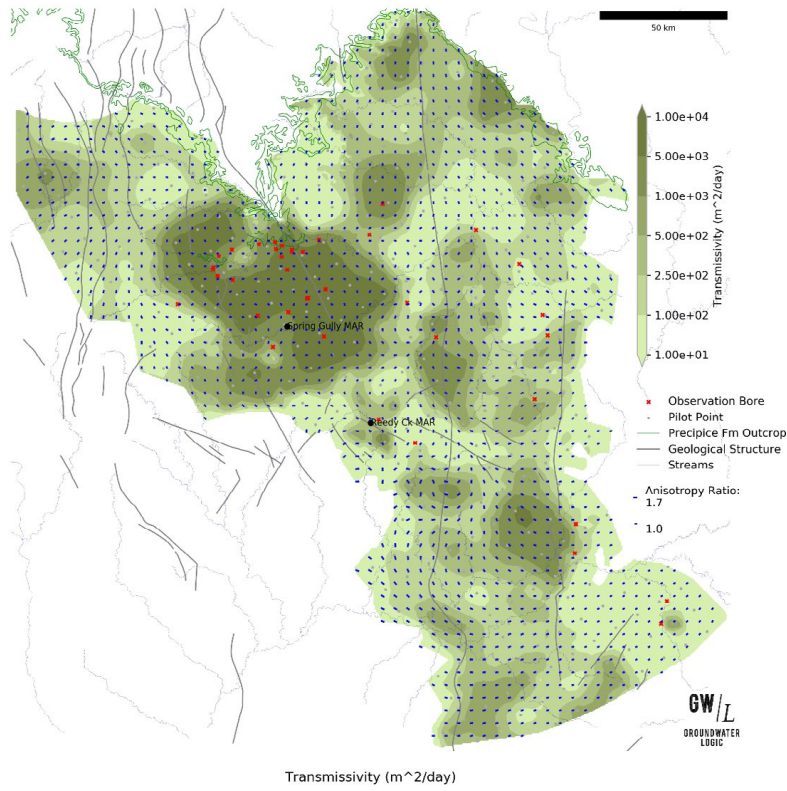 50 km
1.00e+04
5.00e+03
1.00e+03
5.00e+02
2.50e+02
1.00e+02
1.00e+01
Transmissivity (m^2/day)
Spring Gully MAR
Reedy Ck MAR
Observation Bore
Pilot Point
Precipice Fm Outcrop
Geological Structure
Streams
Anisotropy Ratio:
1.7
1.0
GW/L
GROUNDWATER
LOGIC
Transmissivity (m^2/day)